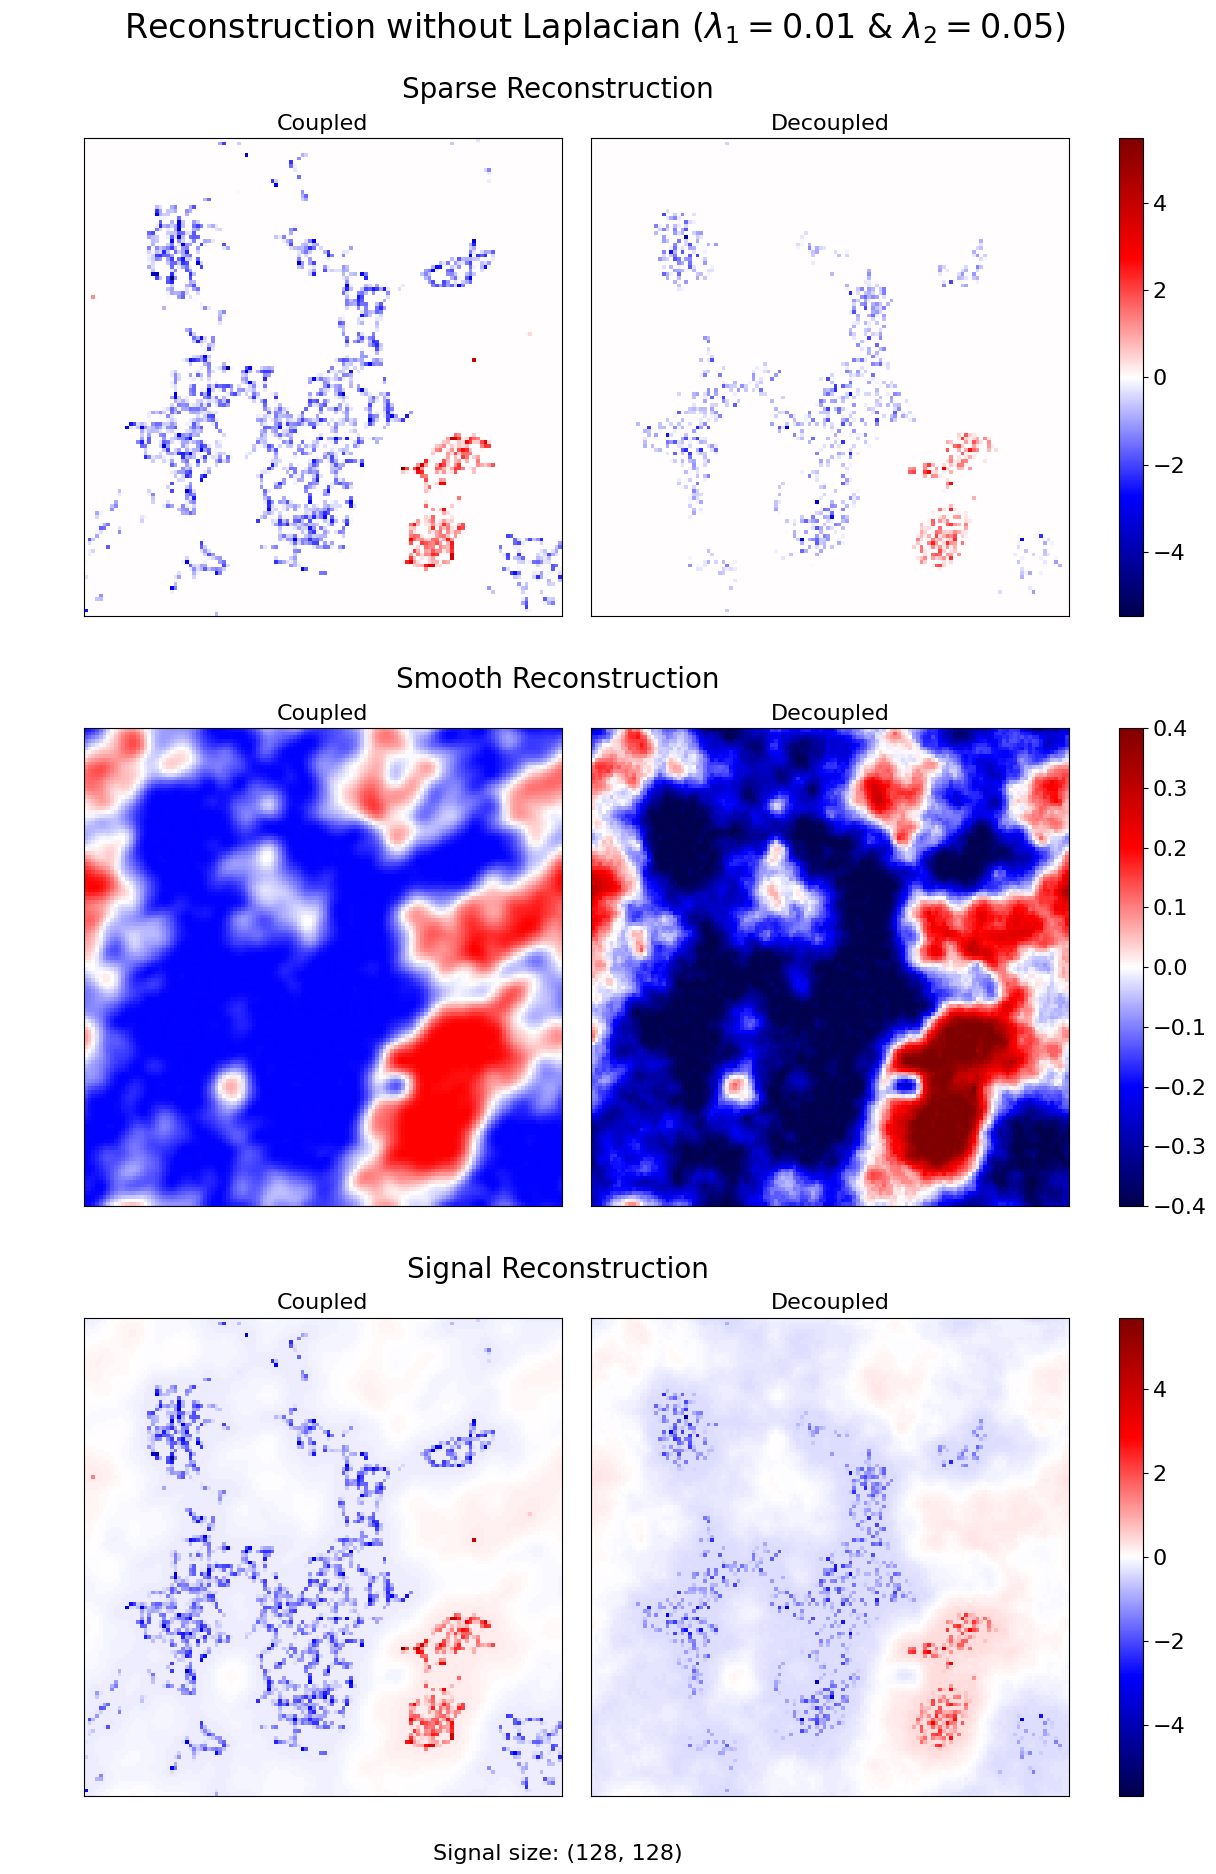 Reconstruction without Laplacian (λ₁ = 0.01 & λ₂ = 0.05)
Sparse Reconstruction
Coupled Decoupled
4
2
0
−2
−4
Smooth Reconstruction
Coupled Decoupled
0.4
0.3
0.2
0.1
0.0
−0.1
−0.2
−0.3
−0.4
Signal Reconstruction
Coupled Decoupled
4
2
0
−2
−4
Signal size: (128, 128)